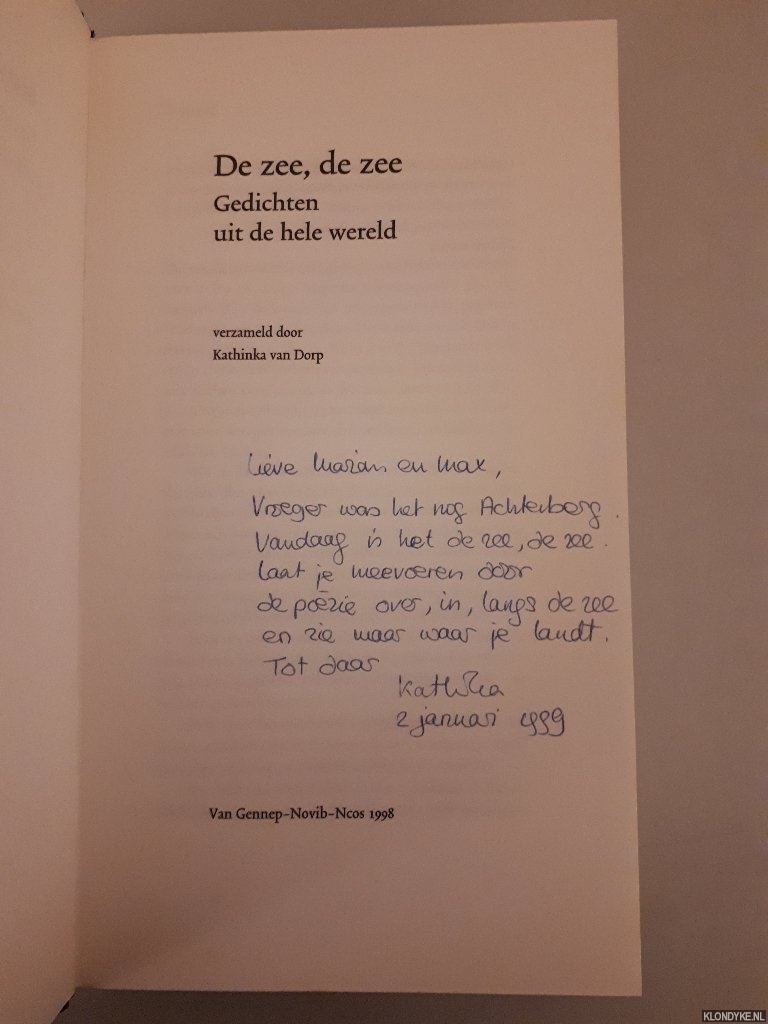 De zee, de zee
Gedichten
uit de hele wereld
verzameld door
Kathinka van Dorp
Lieve Marian en Max,
Vroeger was het nog Achterberg.
Vandaag is het de zee, de zee.
Laat je meevoeren door
de poëzie over, in, langs de zee
en zie maar waar je landt.
Tot daar
Kathinka
2 januari 1999
Van Gennep–Novib–Ncos 1998
KLONDYKE.NL